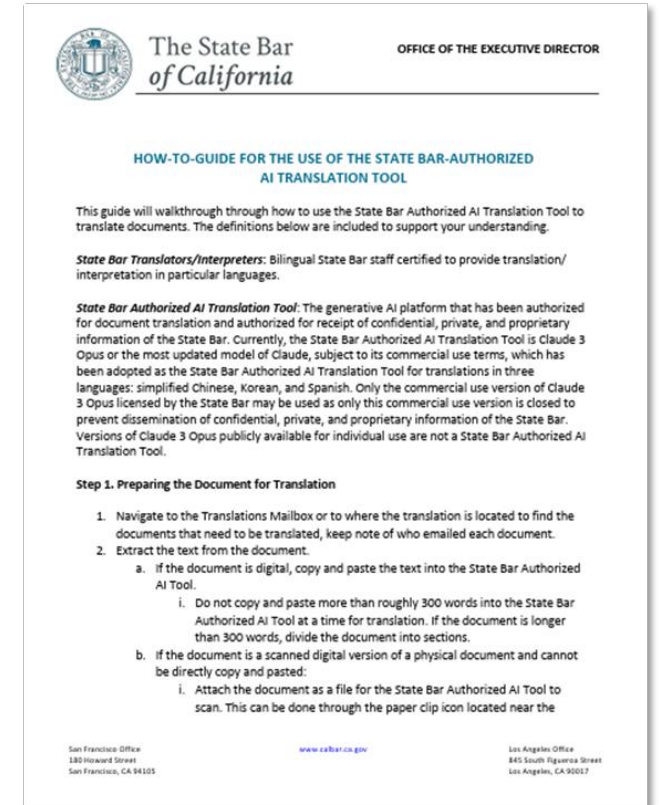 The State Bar
of California
OFFICE OF THE EXECUTIVE DIRECTOR
HOW-TO-GUIDE FOR THE USE OF THE STATE BAR-AUTHORIZED
AI TRANSLATION TOOL
This guide will walkthrough through how to use the State Bar Authorized AI Translation Tool to
translate documents. The definitions below are included to support your understanding.
State Bar Translators/Interpreters: Bilingual State Bar staff certified to provide translation/
interpretation in particular languages.
State Bar Authorized AI Translation Tool: The generative AI platform that has been authorized
for document translation and authorized for receipt of confidential, private, and proprietary
information of the State Bar. Currently, the State Bar Authorized AI Translation Tool is Claude 3
Opus or the most updated model of Claude, subject to its commercial use terms, which has
been adopted as the State Bar Authorized AI Translation Tool for translations in three
languages: simplified Chinese, Korean, and Spanish. Only the commercial use version of Claude
3 Opus licensed by the State Bar may be used as only this commercial use version is closed to
prevent dissemination of confidential, private, and proprietary information of the State Bar.
Versions of Claude 3 Opus publicly available for individual use are not a State Bar Authorized AI
Translation Tool.
Step 1. Preparing the Document for Translation
1. Navigate to the Translations Mailbox or to where the translation is located to find the
documents that need to be translated, keep note of who emailed each document.
2. Extract the text from the document.
a. If the document is digital, copy and paste the text into the State Bar Authorized
AI Tool.
i. Do not copy and paste more than roughly 300 words into the State Bar
Authorized AI Tool at a time for translation. If the document is longer
than 300 words, divide the document into sections.
b. If the document is a scanned digital version of a physical document and cannot
be directly copy and pasted:
i. Attach the document as a file for the State Bar Authorized AI Tool to
scan. This can be done through the paper clip icon located near the
San Francisco Office
180 Howard Street
San Francisco, CA 94105
www.calbar.ca.gov
Los Angeles Office
845 South Figueroa Street
Los Angeles, CA 90017